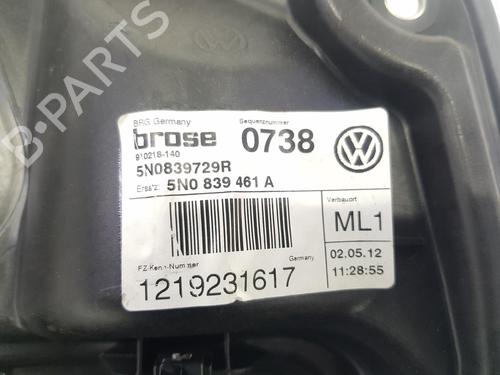 B-PARTS
BRG Germany
Sequenznummer
brose 0738
910218-140
5N0839729R
Ersatz: 5N0 839 461 A
Verbauort
ML1
FZ-Kenn-Nummer
Germany
02.05.12
1219231617
11:28:55